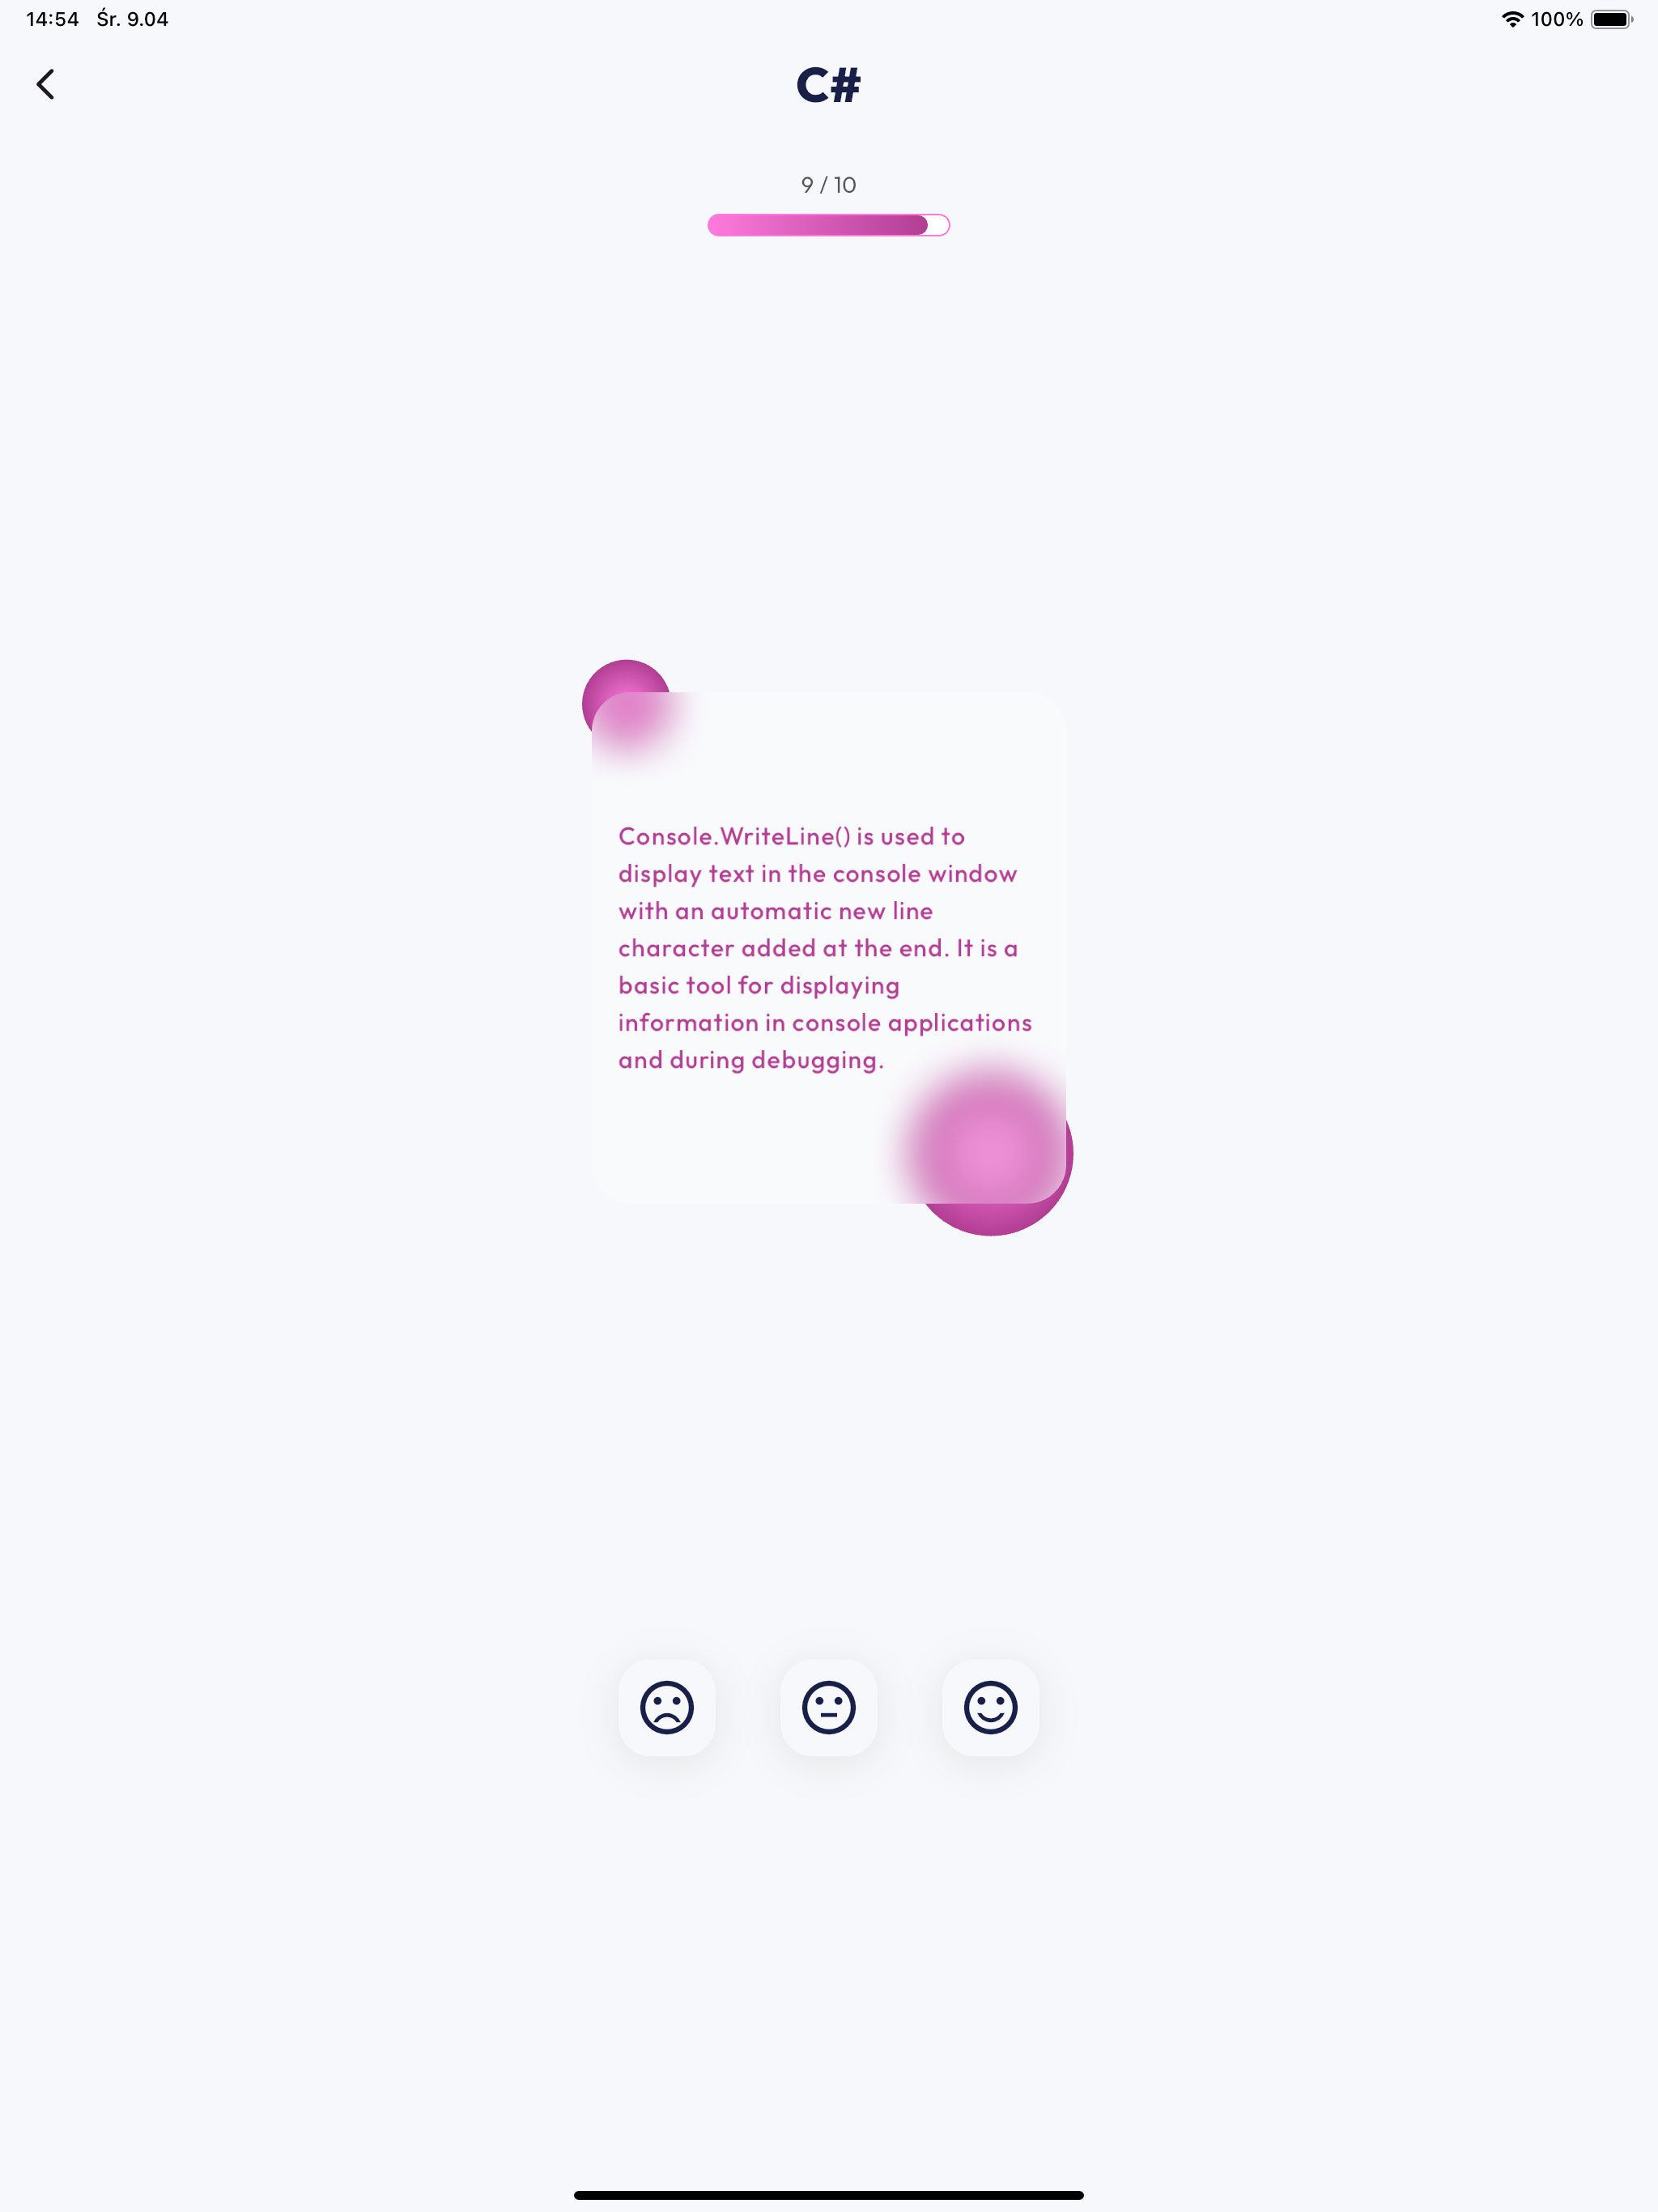 14:54 Śr. 9.04
100%
C#
9 / 10
Console.WriteLine() is used to
display text in the console window
with an automatic new line
character added at the end. It is a
basic tool for displaying
information in console applications
and during debugging.